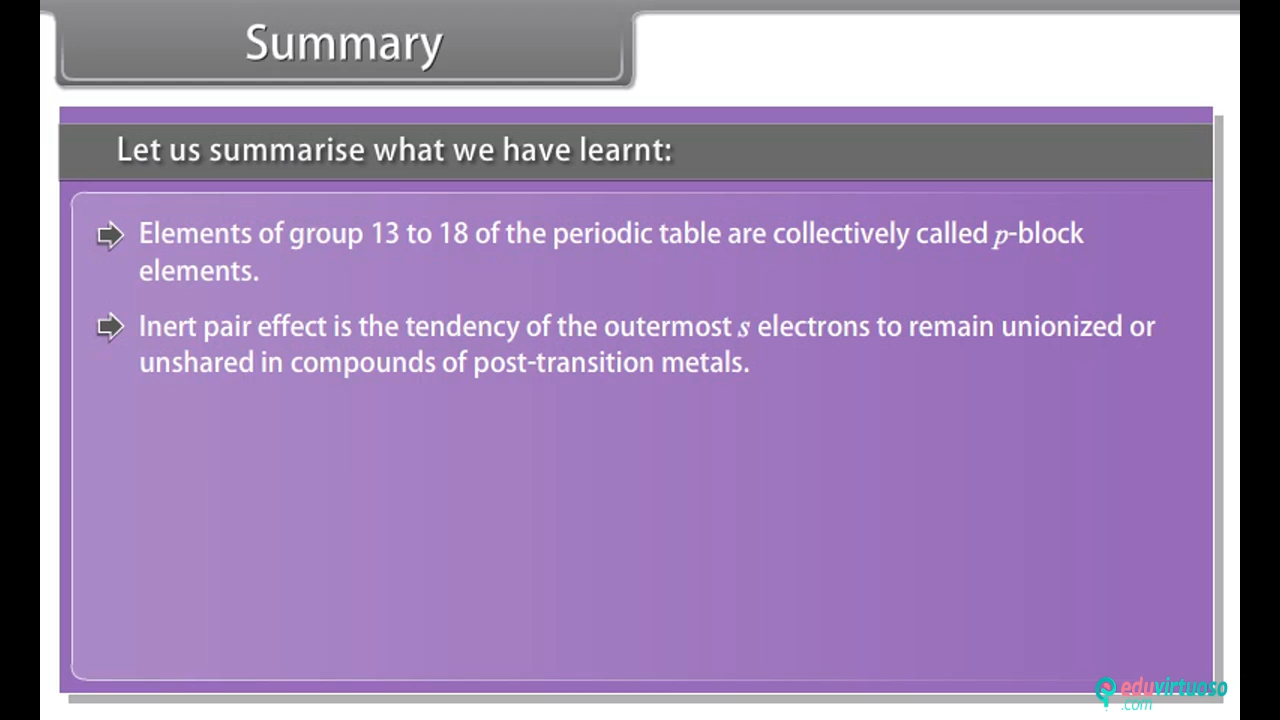 Summary
Let us summarise what we have learnt:
Elements of group 13 to 18 of the periodic table are collectively called p-block
elements.
Inert pair effect is the tendency of the outermost s electrons to remain unionized or
unshared in compounds of post-transition metals.
eduvirtuoso
.com